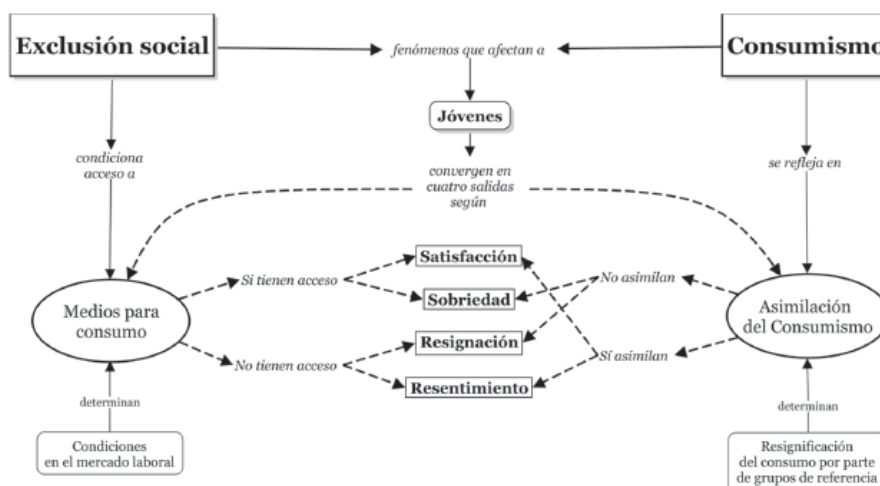 Exclusión social
fenómenos que afectan a
Consumismo
Jóvenes
condiciona
acceso a
convergen en
cuatro salidas
según
se refleja en
Medios para
consumo
Si tienen acceso
No tienen acceso
Satisfacción
Sobriedad
Resignación
Resentimiento
No asimilan
Sí asimilan
Asimilación
del Consumismo
determinan
Condiciones
en el mercado laboral
determinan
Resignificación
del consumo por parte
de grupos de referencia